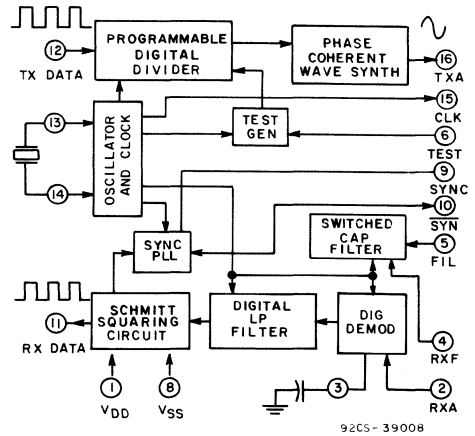 PROGRAMMABLE
DIGITAL
DIVIDER
PHASE
COHERENT
WAVE SYNTH
12
TX DATA
16
TXA
15
CLK
13
14
OSCILLATOR
AND CLOCK
TEST
GEN
6
TEST
9
SYNC
10
SYN
SYNC
PLL
SWITCHED
CAP
FILTER
5
FIL
11
RX DATA
SCHMITT
SQUARING
CIRCUIT
DIGITAL
LP
FILTER
DIG
DEMOD
4
RXF
1
VDD
8
VSS
3
2
RXA
92CS-39008